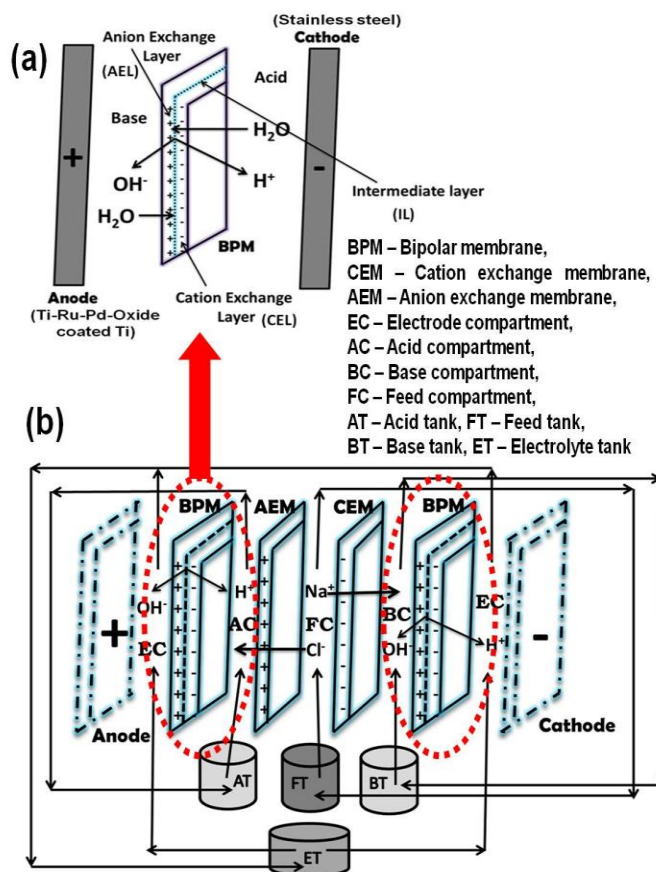 (a)
Anion Exchange
Layer
(AEL)
(Stainless steel)
Cathode
Acid
Base
+
-
H₂O
OH⁻
H⁺
H₂O
BPM
Intermediate layer
(IL)
Anode
(Ti-Ru-Pd-Oxide
coated Ti)
Cation Exchange
Layer (CEL)
BPM – Bipolar membrane,
CEM – Cation exchange membrane,
AEM – Anion exchange membrane,
EC – Electrode compartment,
AC – Acid compartment,
BC – Base compartment,
FC – Feed compartment,
AT – Acid tank, FT – Feed tank,
BT – Base tank, ET – Electrolyte tank
(b)
BPM AEM CEM BPM
+
OH⁻
EC
H⁺
AC
Na⁺
FC
Cl⁻
BC
OH⁻
EC
H⁺
-
Anode
Cathode
AT FT BT
ET